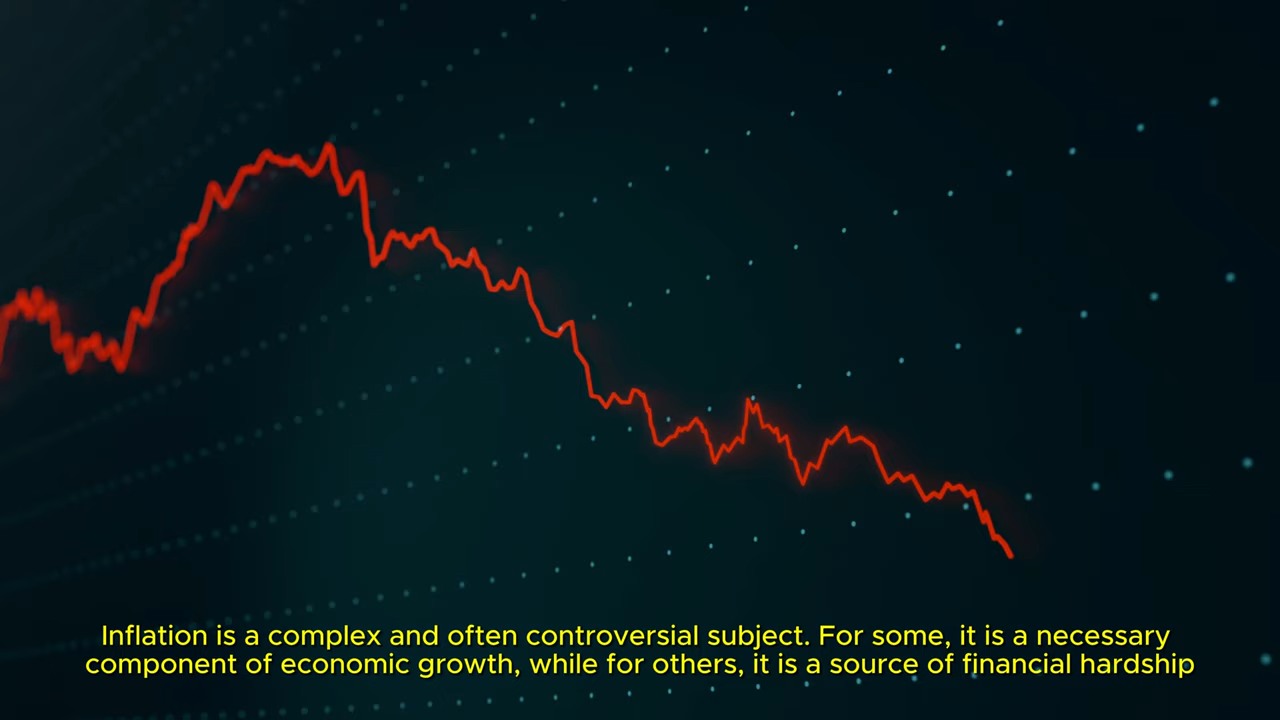 Inflation is a complex and often controversial subject. For some, it is a necessary
component of economic growth, while for others, it is a source of financial hardship